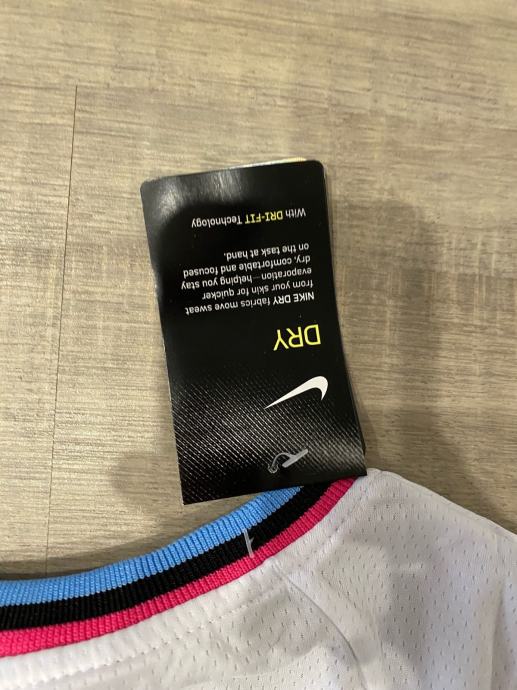 DRY
NIKE DRY fabrics move sweat
from your skin for quicker
evaporation—helping you stay
dry, comfortable and focused
on the task at hand.
With DRI-FIT Technology